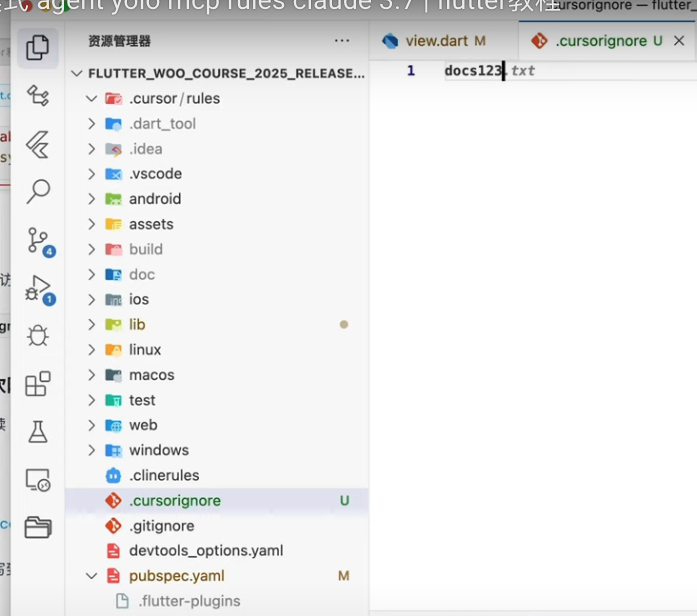 agent yolo mcp rules claude 3.7 | flutter教程
.cursorignore — flutter_
资源管理器
view.dart M
.cursorignore U
FLUTTER_WOO_COURSE_2025_RELEASE...
1 docs123.txt
.cursor/rules
.dart_tool
.idea
.vscode
android
assets
build
doc
ios
lib
linux
macos
test
web
windows
.clinerules
.cursorignore U
.gitignore
devtools_options.yaml
pubspec.yaml M
.flutter-plugins
4
1